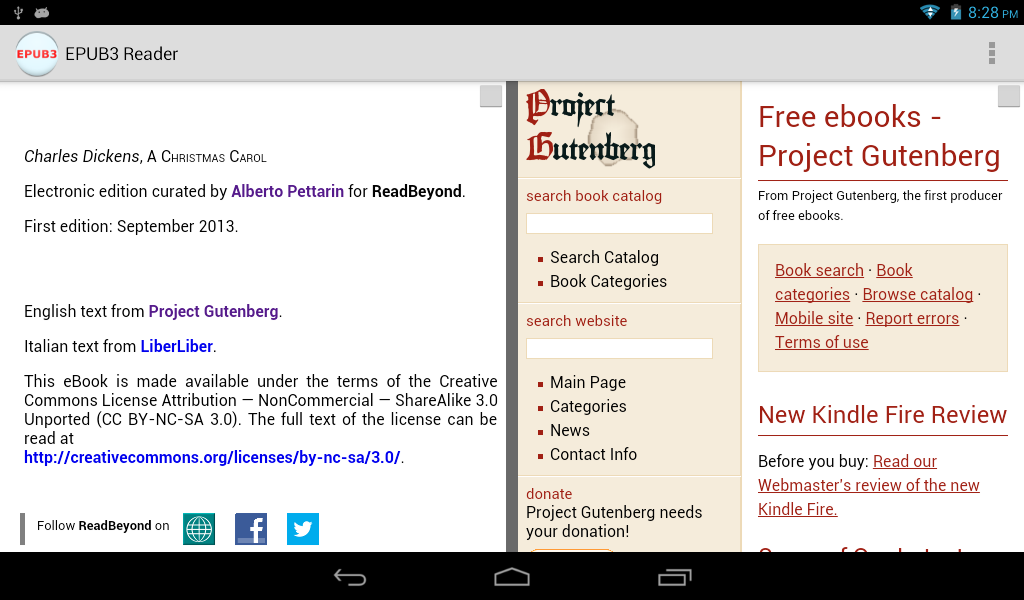 8:28 PM
EPUB3 EPUB3 Reader
Charles Dickens, A Christmas Carol
Electronic edition curated by Alberto Pettarin for ReadBeyond.
First edition: September 2013.
English text from Project Gutenberg.
Italian text from LiberLiber.
This eBook is made available under the terms of the Creative
Commons License Attribution — NonCommercial — ShareAlike 3.0
Unported (CC BY-NC-SA 3.0). The full text of the license can be
read at
http://creativecommons.org/licenses/by-nc-sa/3.0/.
Follow ReadBeyond on
Project
Gutenberg
search book catalog
Search Catalog
Book Categories
search website
Main Page
Categories
News
Contact Info
donate
Project Gutenberg needs
your donation!
Free ebooks -
Project Gutenberg
From Project Gutenberg, the first producer
of free ebooks.
Book search · Book
categories · Browse catalog ·
Mobile site · Report errors ·
Terms of use
New Kindle Fire Review
Before you buy: Read our
Webmaster's review of the new
Kindle Fire.